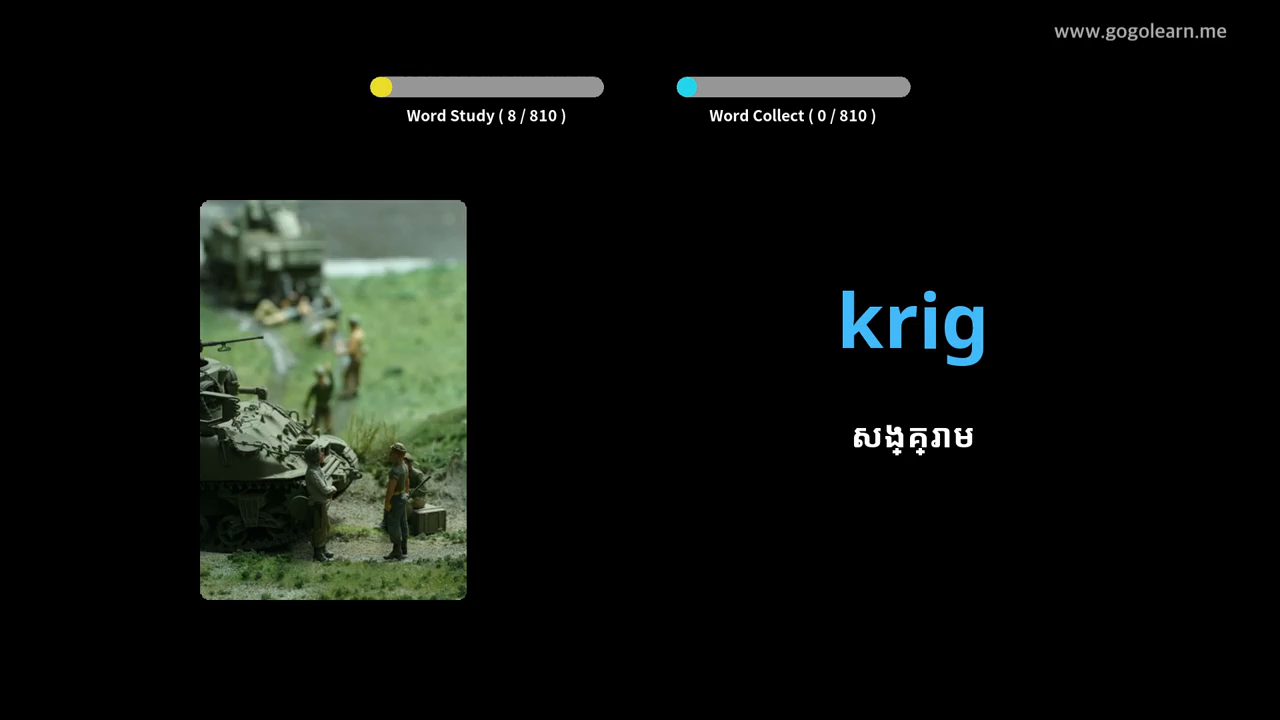 www.gogolearn.me
Word Study ( 8 / 810 )
Word Collect ( 0 / 810 )
krig
សង្គ្រាម